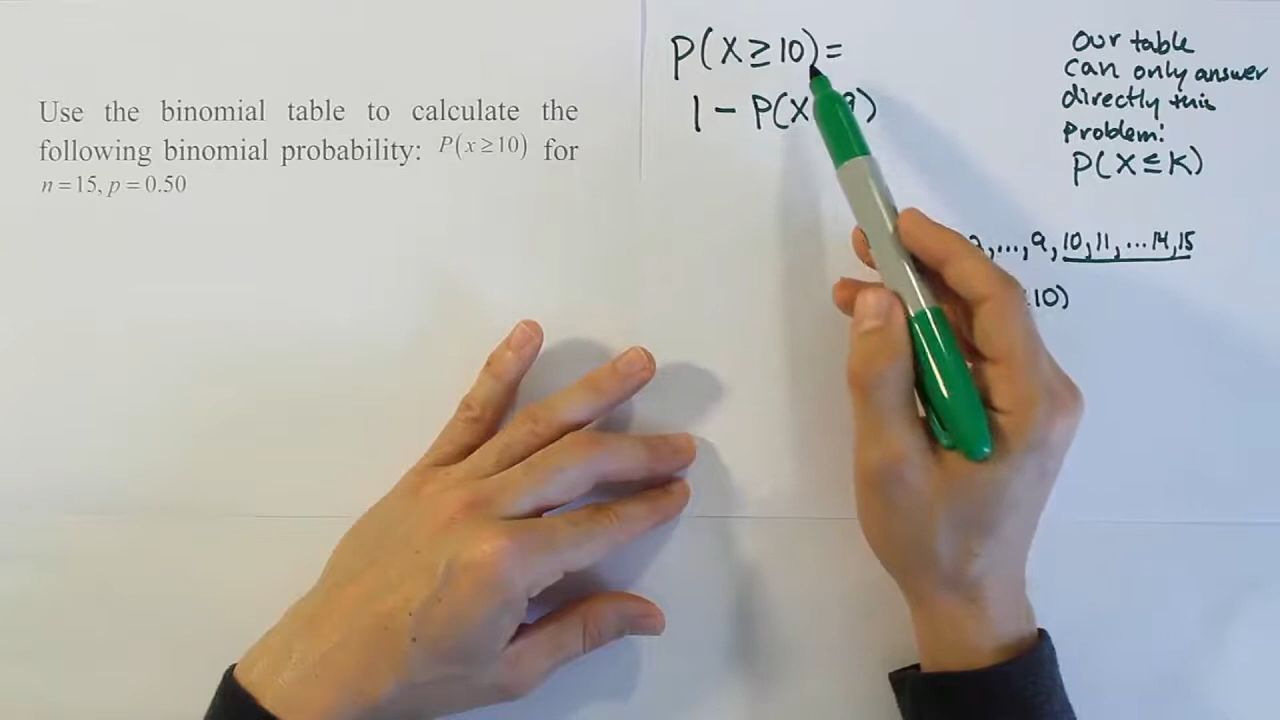 Use the binomial table to calculate the
following binomial probability: P(x≥10) for
n=15, p=0.50
P(X≥10)=
1-P(X 9)
Our table
can only answer
directly this
problem:
P(X≤K)
,...,9,10,11,...14,15
10)